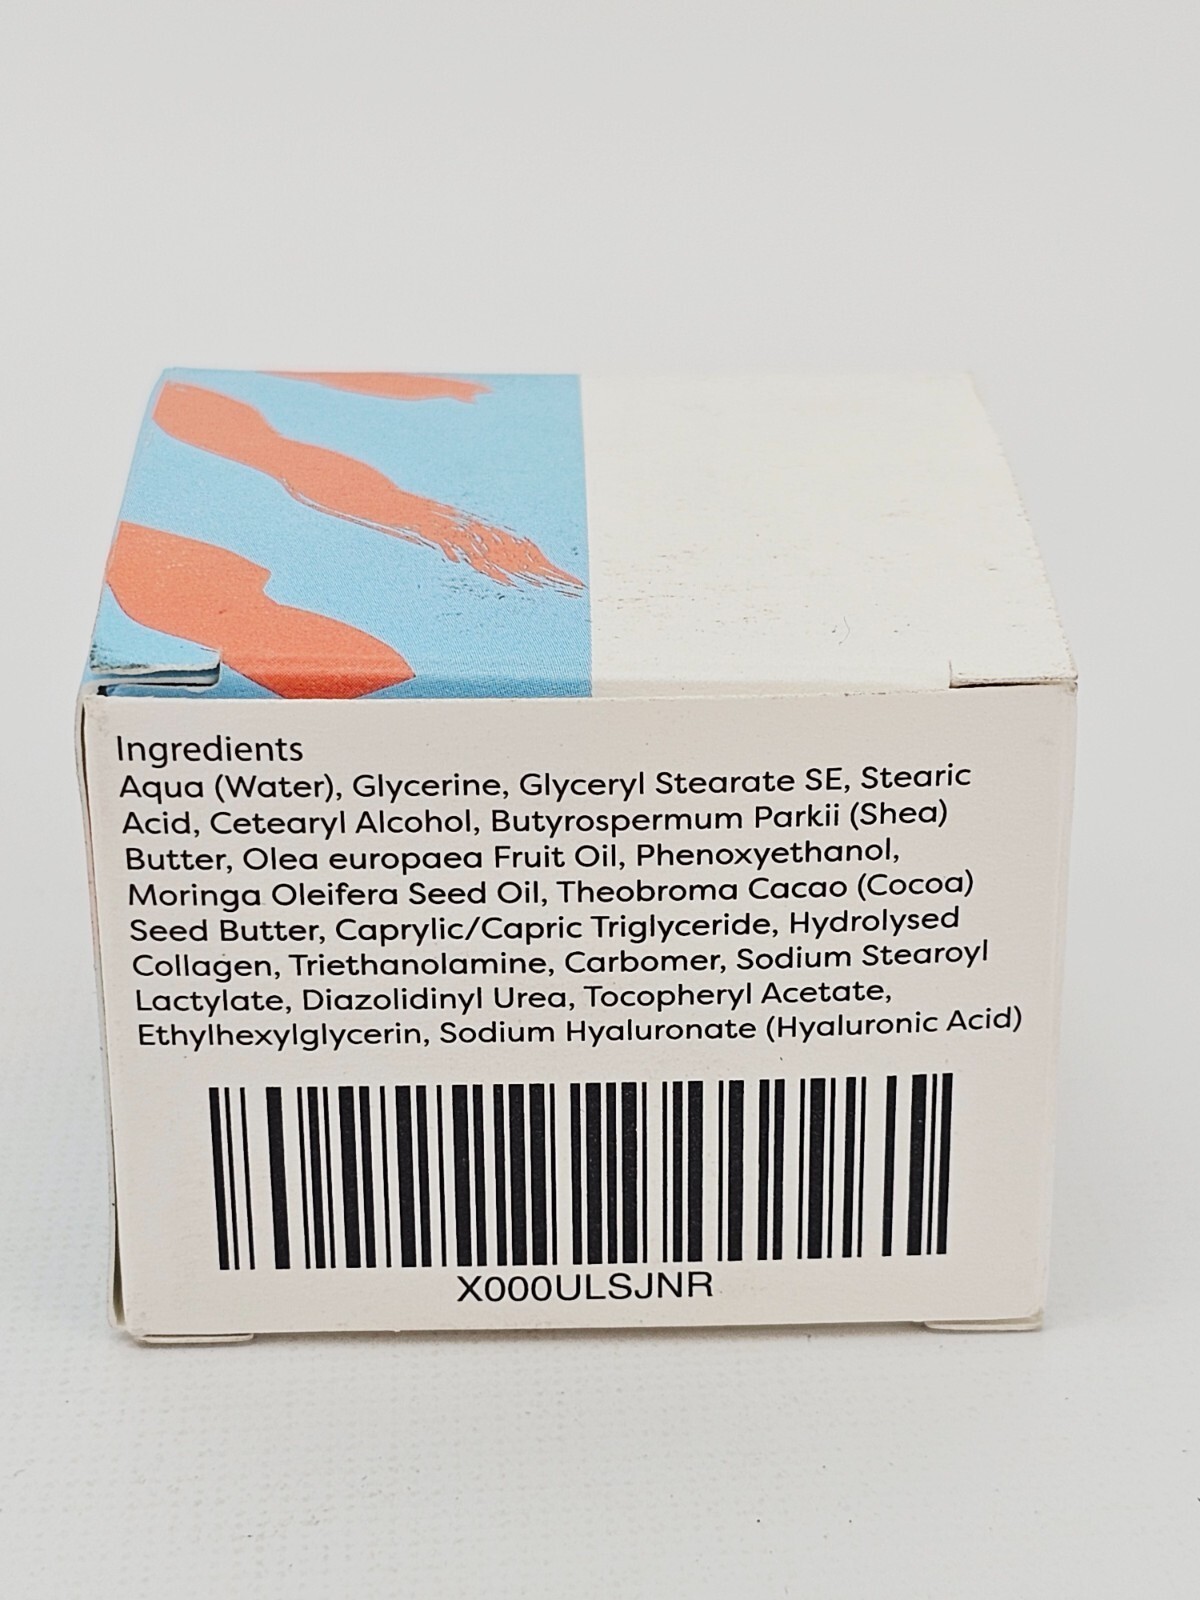 Ingredients
Aqua (Water), Glycerine, Glyceryl Stearate SE, Stearic
Acid, Cetearyl Alcohol, Butyrospermum Parkii (Shea)
Butter, Olea europaea Fruit Oil, Phenoxyethanol,
Moringa Oleifera Seed Oil, Theobroma Cacao (Cocoa)
Seed Butter, Caprylic/Capric Triglyceride, Hydrolysed
Collagen, Triethanolamine, Carbomer, Sodium Stearoyl
Lactylate, Diazolidinyl Urea, Tocopheryl Acetate,
Ethylhexylglycerin, Sodium Hyaluronate (Hyaluronic Acid)
X000ULSJNR